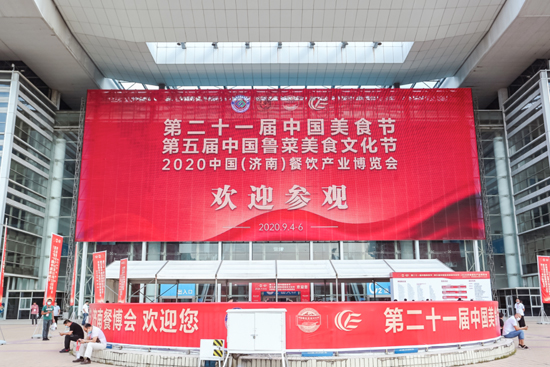 第二十一届中国美食节
第五届中国鲁菜美食文化节
2020中国(济南)餐饮产业博览会
欢迎参观
2020.9.4-6
济南餐博会 欢迎您
第二十一届中国美